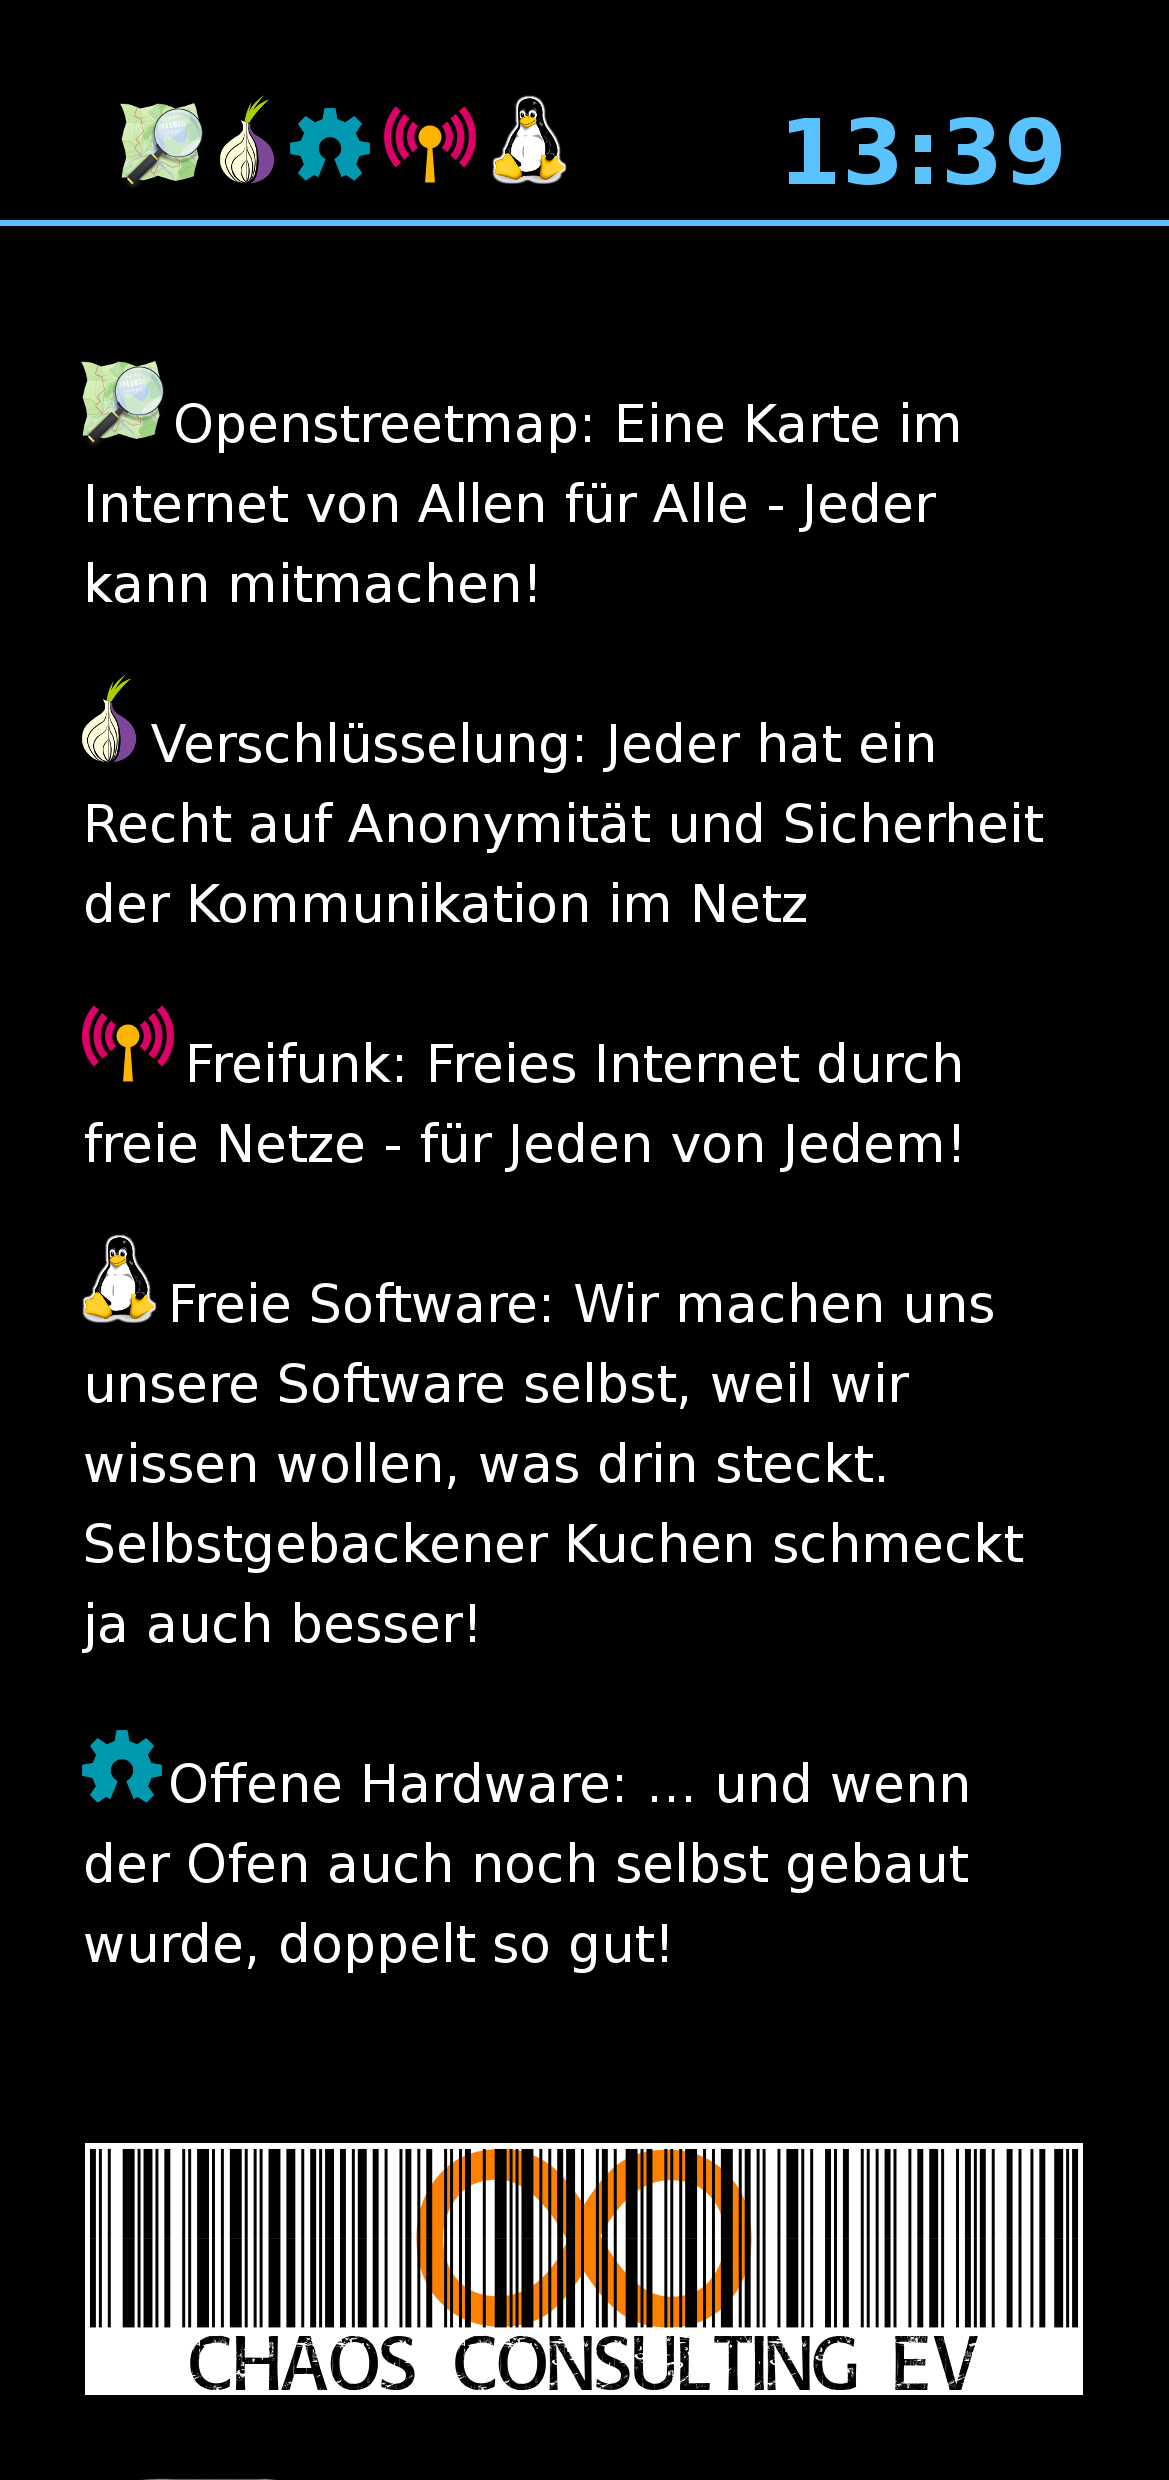 13:39
Openstreetmap: Eine Karte im
Internet von Allen für Alle - Jeder
kann mitmachen!
Verschlüsselung: Jeder hat ein
Recht auf Anonymität und Sicherheit
der Kommunikation im Netz
Freifunk: Freies Internet durch
freie Netze - für Jeden von Jedem!
Freie Software: Wir machen uns
unsere Software selbst, weil wir
wissen wollen, was drin steckt.
Selbstgebackener Kuchen schmeckt
ja auch besser!
Offene Hardware: ... und wenn
der Ofen auch noch selbst gebaut
wurde, doppelt so gut!
CHAOS CONSULTING EV